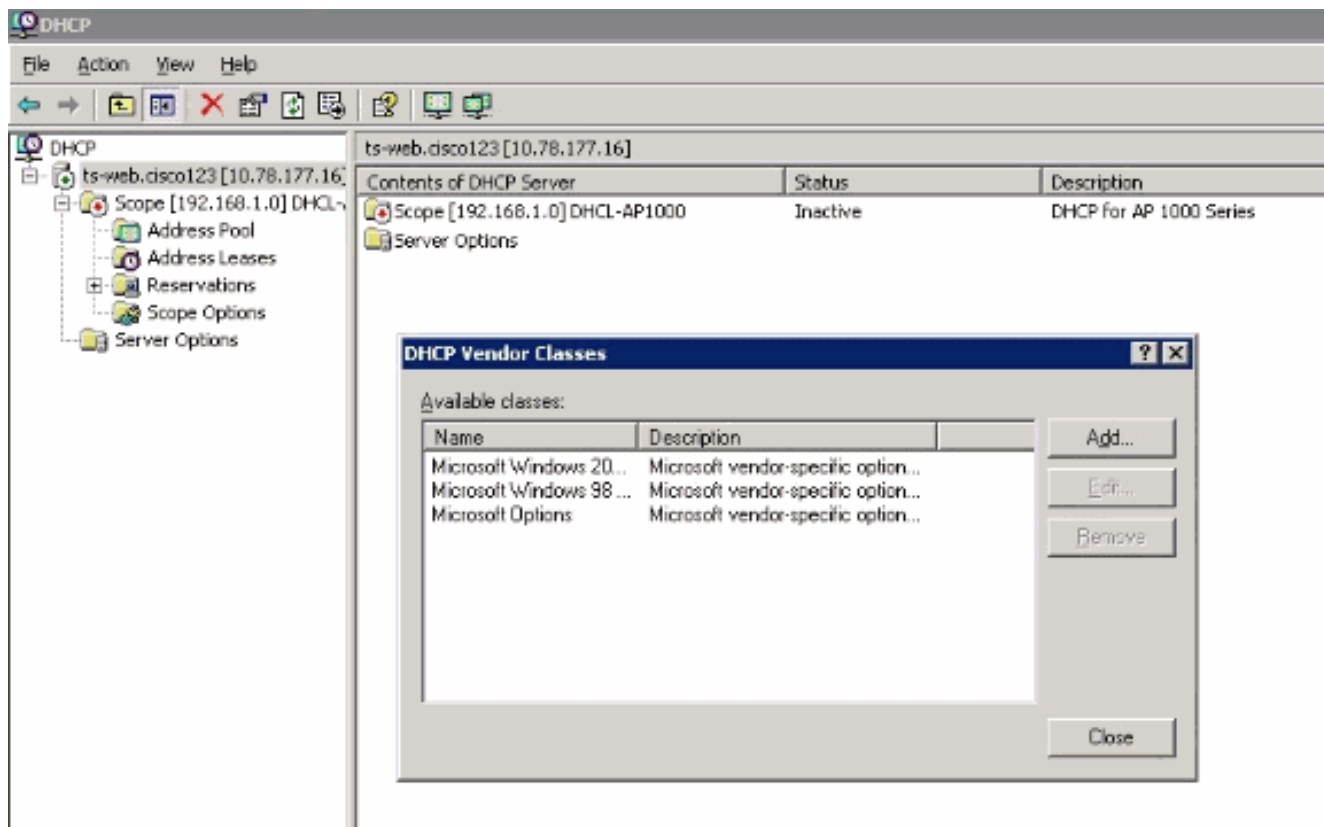 DHCP
File Action View Help
DHCP
ts-web.cisco123 [10.78.177.16]
Scope [192.168.1.0] DHCL-
Address Pool
Address Leases
Reservations
Scope Options
Server Options
ts-web.cisco123 [10.78.177.16]
Contents of DHCP Server Status Description
Scope [192.168.1.0] DHCL-AP1000 Inactive DHCP for AP 1000 Series
Server Options
DHCP Vendor Classes
Available classes:
Name Description
Microsoft Windows 20... Microsoft vendor-specific option...
Microsoft Windows 98 ... Microsoft vendor-specific option...
Microsoft Options Microsoft vendor-specific option...
Add...
Edit...
Remove
Close